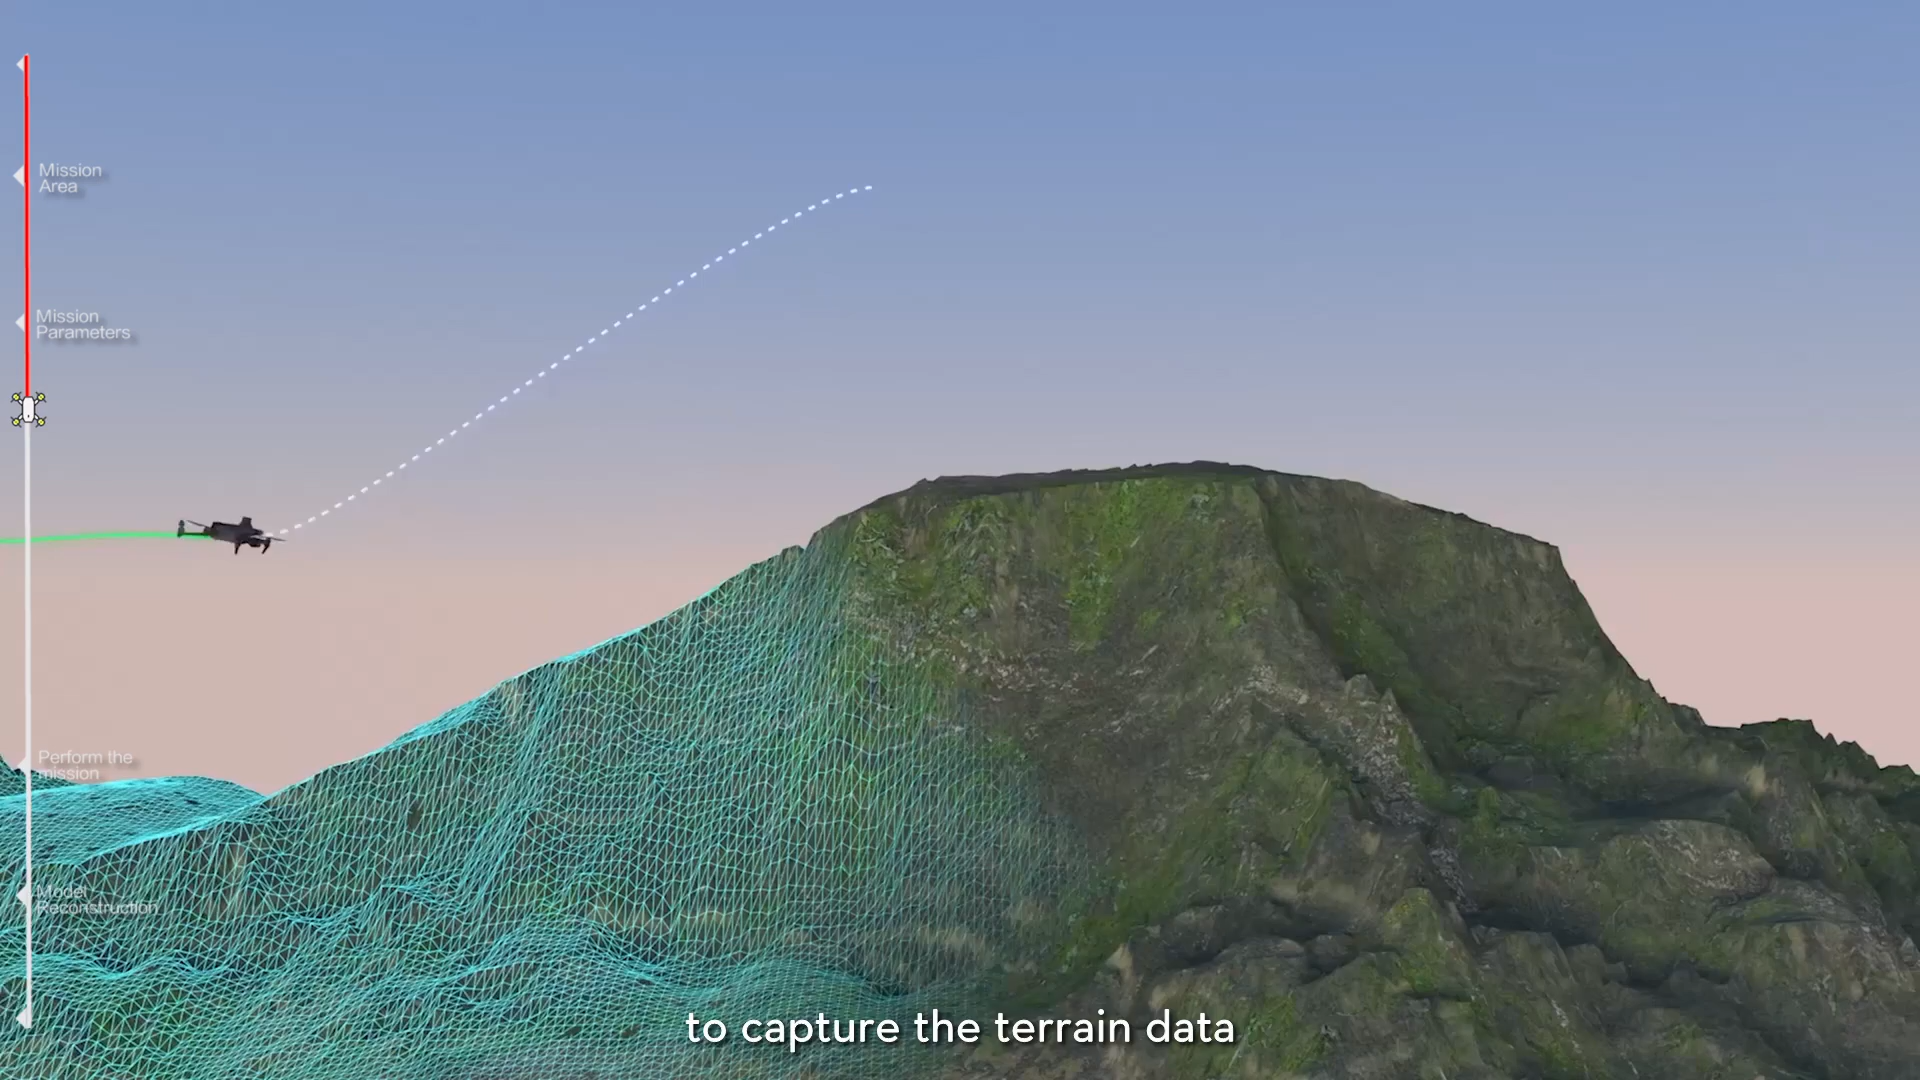 Mission
Area
Mission
Parameters
Perform the
mission
Model
Reconstruction
to capture the terrain data